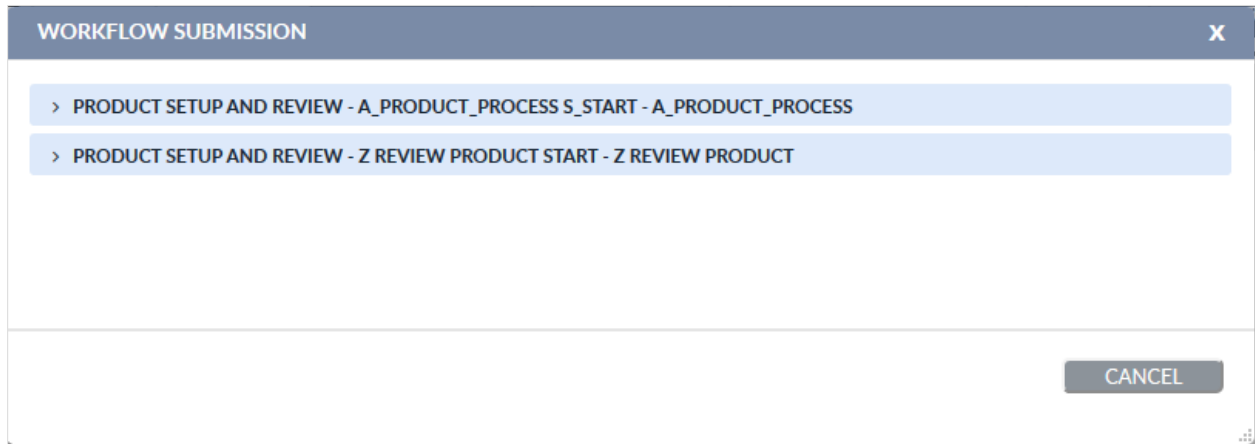 WORKFLOW SUBMISSION X
> PRODUCT SETUP AND REVIEW - A_PRODUCT_PROCESS S_START - A_PRODUCT_PROCESS
> PRODUCT SETUP AND REVIEW - Z REVIEW PRODUCT START - Z REVIEW PRODUCT
CANCEL